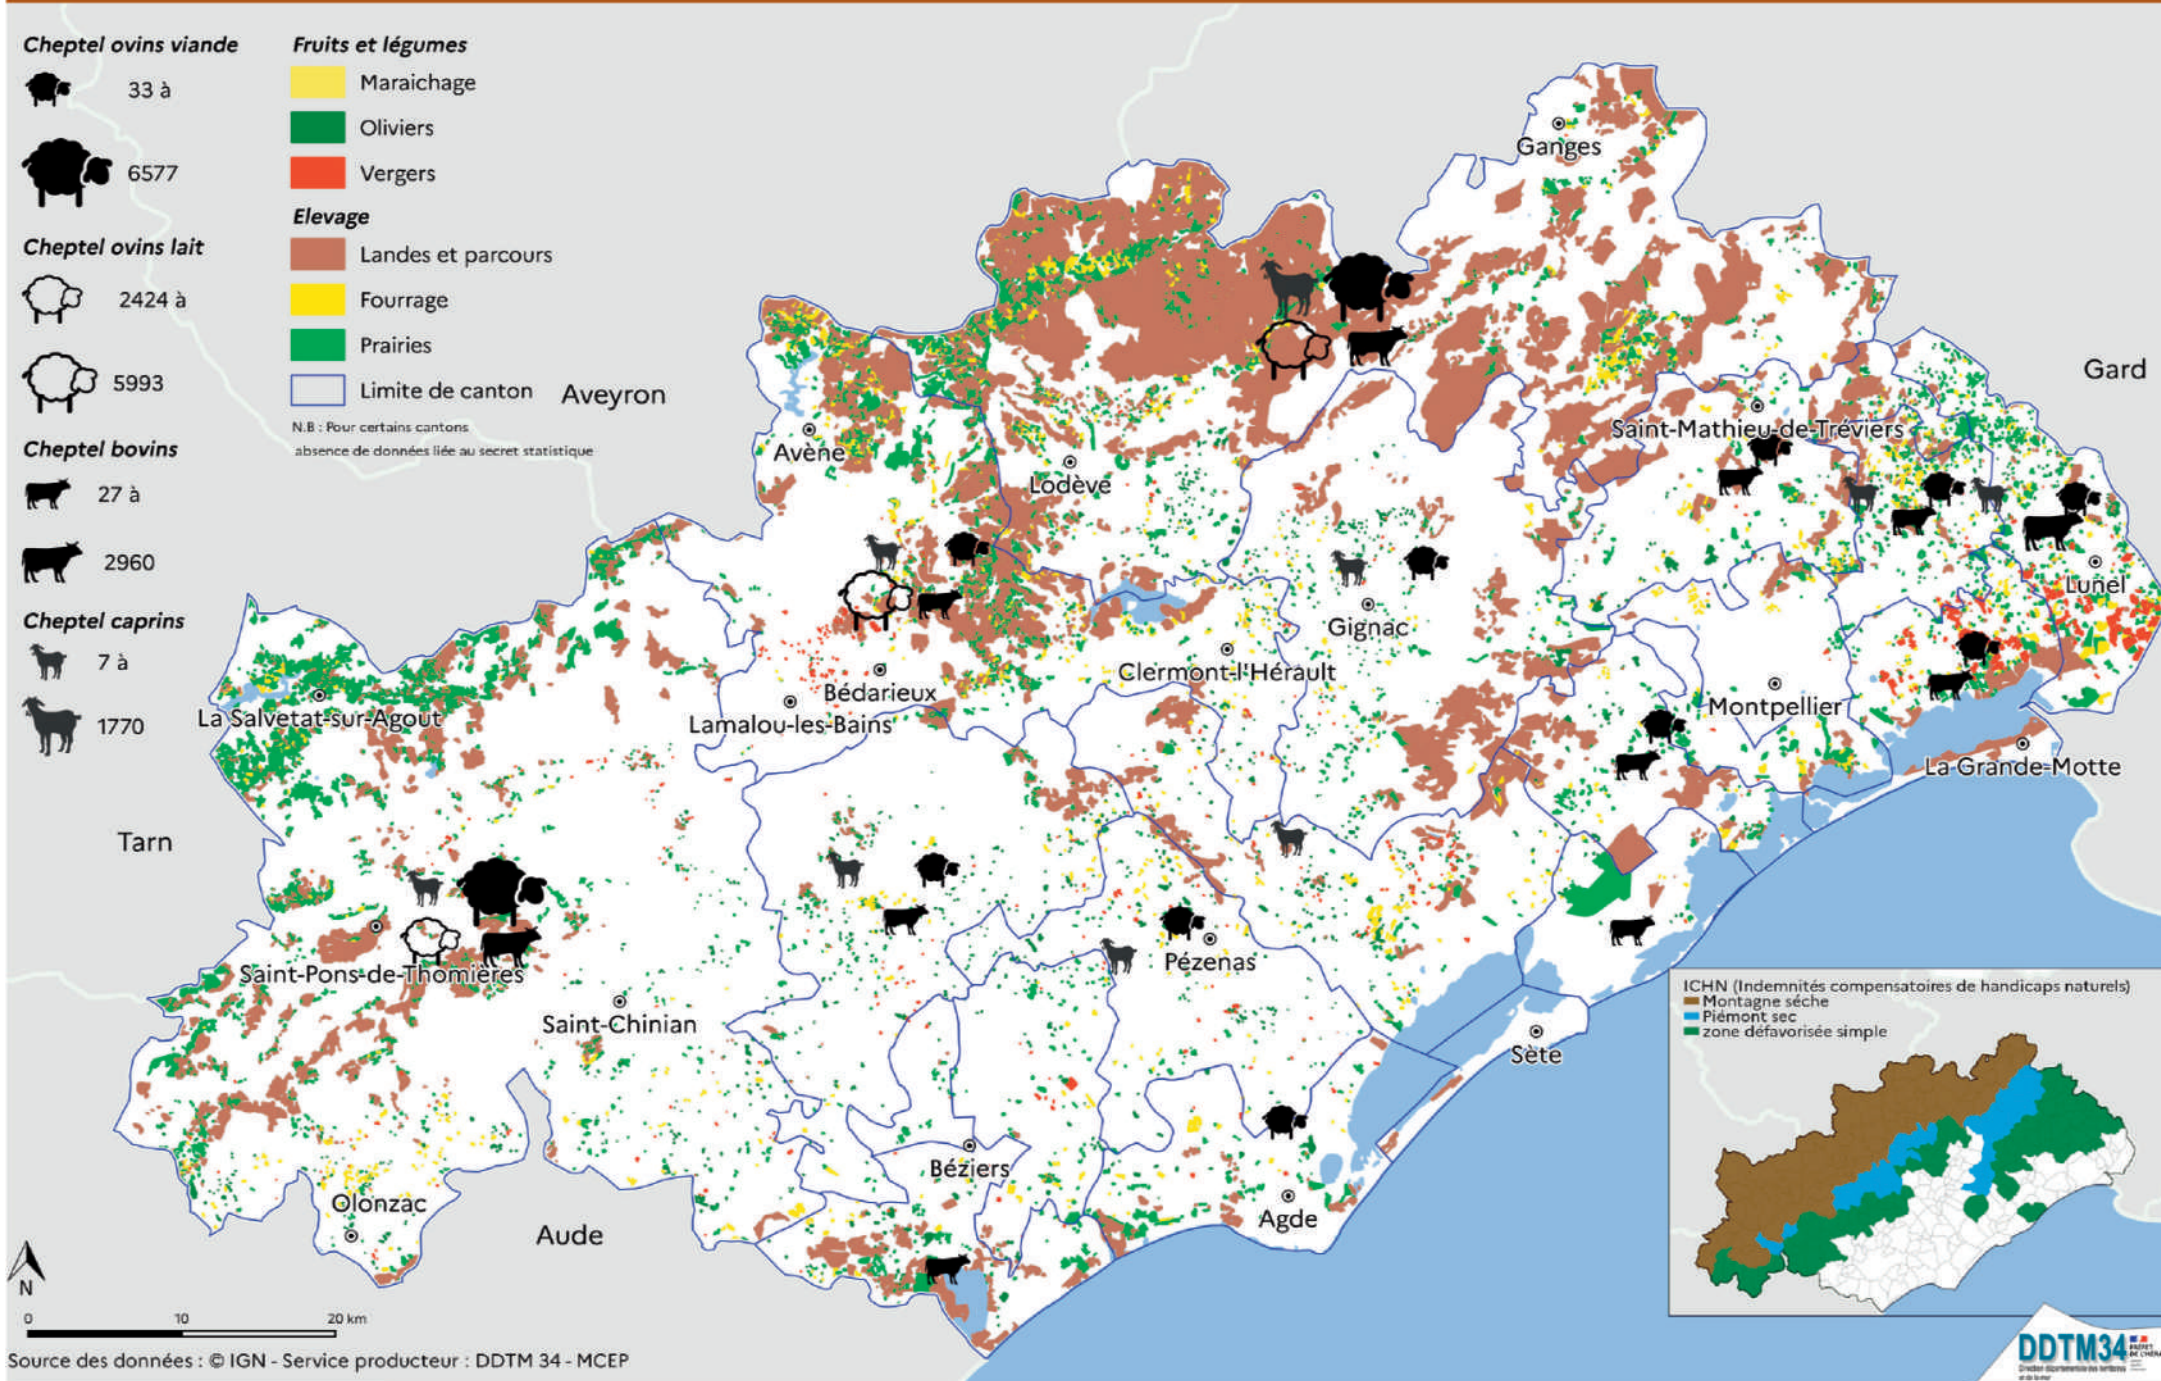 Cheptel ovins viande
33 à
6577
Cheptel ovins lait
2424 à
5993
Cheptel bovins
27 à
2960
Cheptel caprins
7 à
1770
Fruits et légumes
Maraichage
Oliviers
Vergers
Elevage
Landes et parcours
Fourrage
Prairies
Limite de canton
N.B : Pour certains cantons
absence de données liée au secret statistique
Aveyron
Gard
Tarn
Aude
Ganges
Saint-Mathieu-de-Tréviers
Avène
Lodève
Lunel
Gignac
Clermont-l'Hérault
Bédarieux
Lamalou-les-Bains
La Salvetat-sur-Agout
Montpellier
La Grande-Motte
Pézenas
Saint-Pons-de-Thomières
Saint-Chinian
Sète
Béziers
Olonzac
Agde
ICHN (Indemnités compensatoires de handicaps naturels)
Montagne séche
Piémont sec
zone défavorisée simple
N
0 10 20 km
Source des données : © IGN - Service producteur : DDTM 34 - MCEP
DDTM34